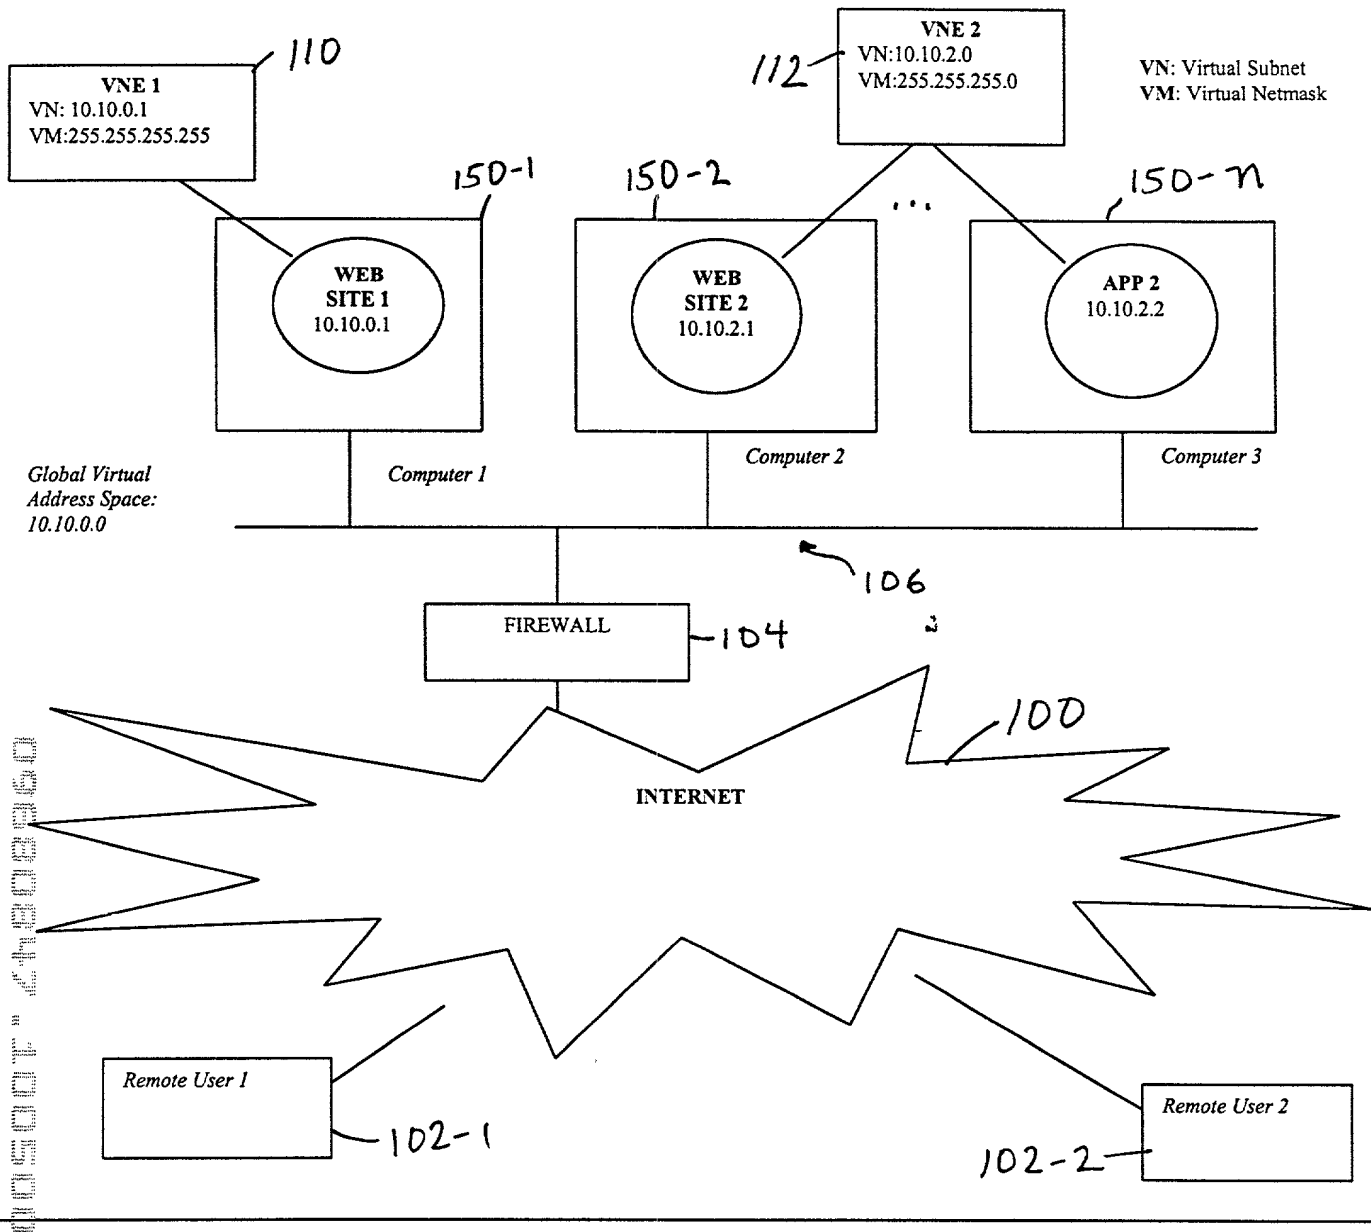 VNE 1
VN: 10.10.0.1
VM:255.255.255.255
110
VNE 2
VN:10.10.2.0
VM:255.255.255.0
112
VN: Virtual Subnet
VM: Virtual Netmask
150-1
150-2
...
150-n
WEB
SITE 1
10.10.0.1
WEB
SITE 2
10.10.2.1
APP 2
10.10.2.2
Computer 1
Computer 2
Computer 3
Global Virtual
Address Space:
10.10.0.0
106
FIREWALL
104
100
INTERNET
Remote User 1
102-1
Remote User 2
102-2